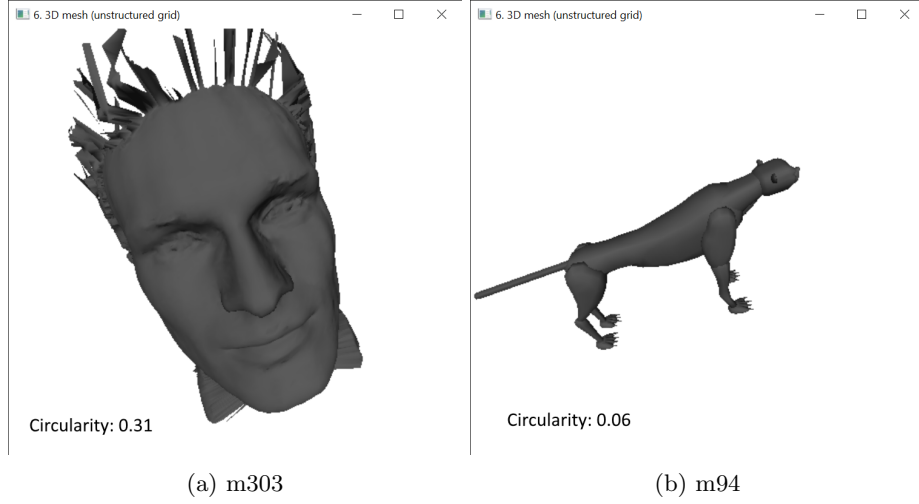 6. 3D mesh (unstructured grid)
6. 3D mesh (unstructured grid)
Circularity: 0.31
Circularity: 0.06
(a) m303
(b) m94